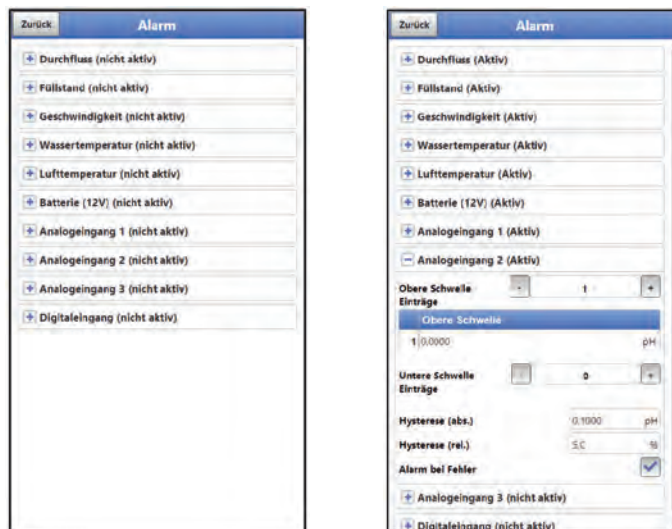 Zurück Alarm
Durchfluss (nicht aktiv)
Füllstand (nicht aktiv)
Geschwindigkeit (nicht aktiv)
Wassertemperatur (nicht aktiv)
Lufttemperatur (nicht aktiv)
Batterie (12V) (nicht aktiv)
Analogeingang 1 (nicht aktiv)
Analogeingang 2 (nicht aktiv)
Analogeingang 3 (nicht aktiv)
Digitaleingang (nicht aktiv)
Zurück Alarm
Durchfluss (Aktiv)
Füllstand (Aktiv)
Geschwindigkeit (Aktiv)
Wassertemperatur (Aktiv)
Lufttemperatur (Aktiv)
Batterie (12V) (Aktiv)
Analogeingang 1 (Aktiv)
Analogeingang 2 (Aktiv)
Obere Schwelle - 1 +
Einträge
Obere Schwelle
1 0.0000 pH
Untere Schwelle - 0 +
Einträge
Hysterese (abs.) 0.1000 pH
Hysterese (rel.) %
Alarm bei Fehler
Analogeingang 3 (nicht aktiv)
Digitaleingang (nicht aktiv)